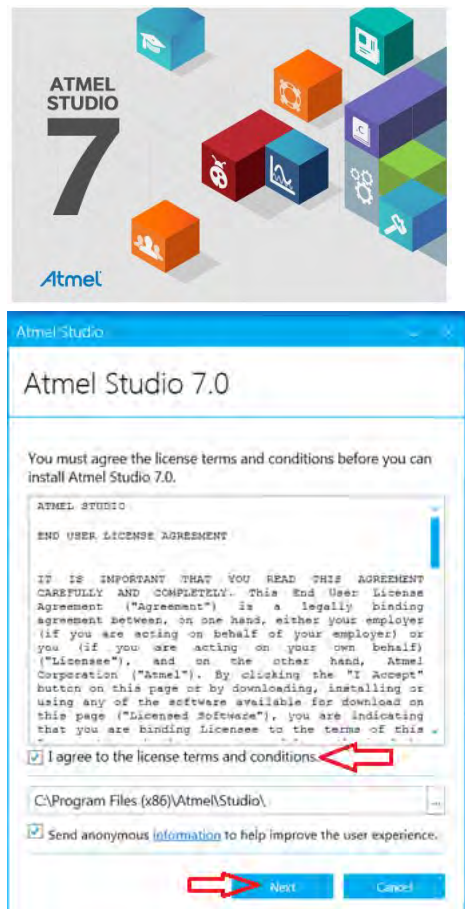 ATMEL
STUDIO
7
Atmel
Atmel Studio
Atmel Studio 7.0
You must agree the license terms and conditions before you can
install Atmel Studio 7.0.
ATMEL STUDIO
END USER LICENSE AGREEMENT
IT IS IMPORTANT THAT YOU READ THIS AGREEMENT
CAREFULLY AND COMPLETELY. This End User License
Agreement ("Agreement") is a legally binding
agreement between, on one hand, either your employer
(if you are acting on behalf of your employer) or
you (if you are acting on your own behalf)
("Licensee"), and on the other hand, Atmel
Corporation ("Atmel"). By clicking the "I Accept"
button on this page or by downloading, installing or
using any of the software available for download on
this page ("Licensed Software"), you are indicating
that you are binding Licensee to the terms of this
I agree to the license terms and conditions.
C:\Program Files (x86)\Atmel\Studio\
...
Send anonymous information to help improve the user experience.
Next
Cancel